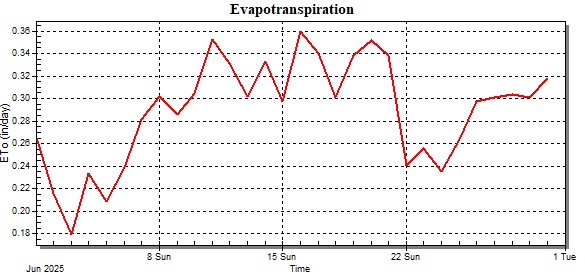 Evapotranspiration
ETo (in/day)
0.36
0.34
0.32
0.30
0.28
0.26
0.24
0.22
0.20
0.18
8 Sun
15 Sun
22 Sun
1 Tue
Jun 2025
Time